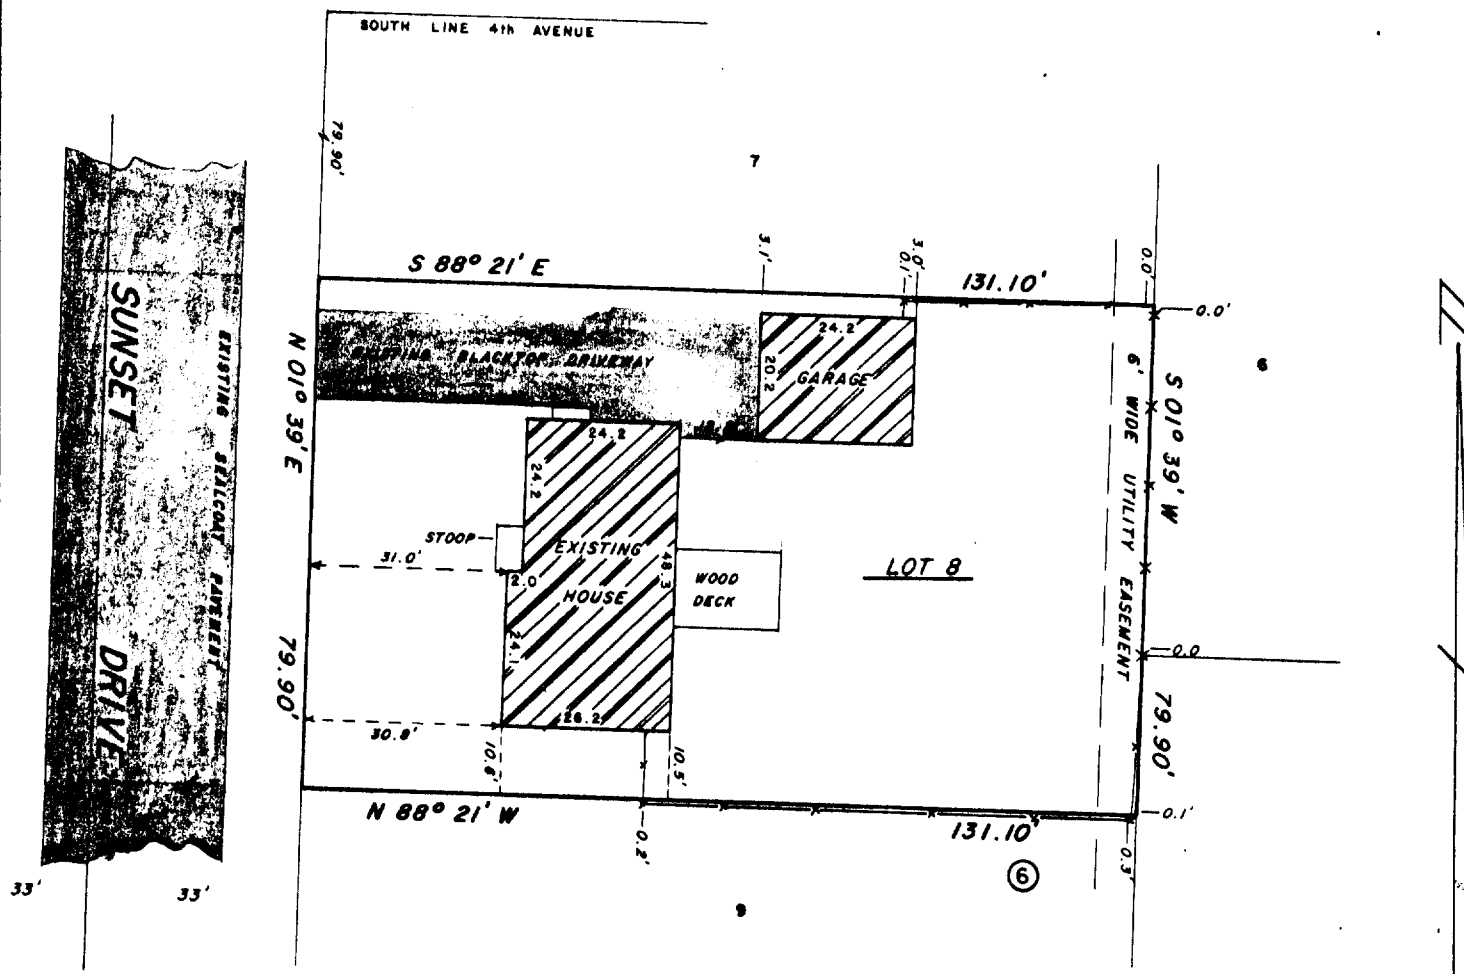 SOUTH LINE 4th AVENUE
79.90'
7
S 88° 21' E
3.1'
3.0'
0.1'
131.10'
0.0'
0.0'
SUNSET DRIVE
EXISTING SEALCOAT PAVEMENT
N 01° 39' E
79.90'
EXISTING BLACKTOP DRIVEWAY
24.2
20.2
GARAGE
6
6' WIDE UTILITY EASEMENT
S 01° 39' W
79.90'
24.2
24.2
STOOP
31.0'
2.0
EXISTING
HOUSE
48.3
WOOD
DECK
LOT 8
24.1
26.2
30.8'
10.6'
10.5'
0.0
N 88° 21' W
0.2'
131.10'
0.1'
0.3'
6
33'
33'
9